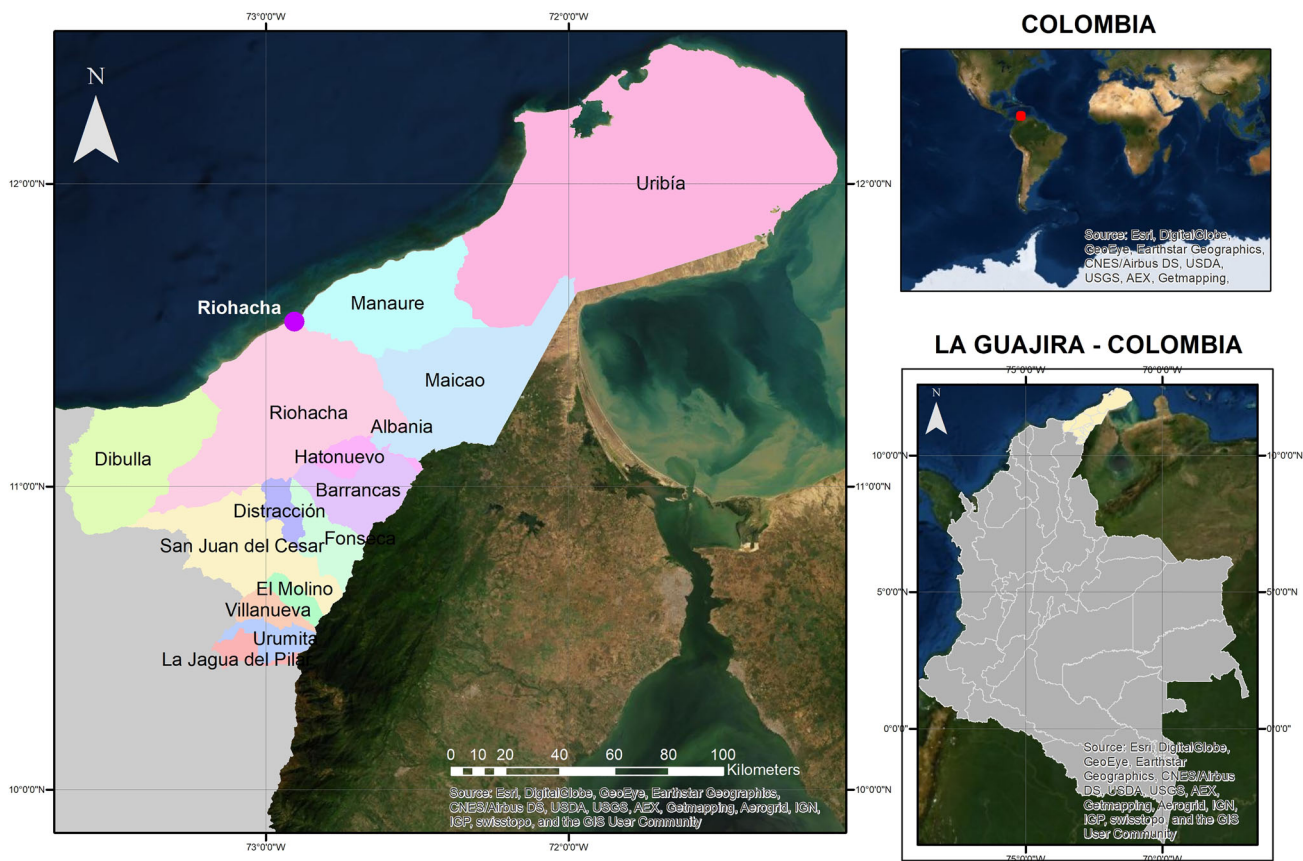 73°0'0"W
72°0'0"W
N
12°0'0"N
12°0'0"N
Uribía
Manaure
Riohacha
Maicao
Riohacha
Albania
Dibulla
Hatonuevo
Barrancas
11°0'0"N
11°0'0"N
Distracción
Fonseca
San Juan del Cesar
El Molino
Villanueva
Urumita
La Jagua del Pilar
0 10 20 40 60 80 100
Kilometers
10°0'0"N
10°0'0"N
Source: Esri, DigitalGlobe, GeoEye, Earthstar Geographics,
CNES/Airbus DS, USDA, USGS, AEX, Getmapping, Aerogrid, IGN,
IGP, swisstopo, and the GIS User Community
73°0'0"W
72°0'0"W
COLOMBIA
Source: Esri, DigitalGlobe,
GeoEye, Earthstar Geographics,
CNES/Airbus DS, USDA,
USGS, AEX, Getmapping,
LA GUAJIRA - COLOMBIA
75°0'0"W
70°0'0"W
N
10°0'0"N
10°0'0"N
5°0'0"N
5°0'0"N
0°0'0"
0°0'0"
Source: Esri, DigitalGlobe,
GeoEye, Earthstar
Geographics, CNES/Airbus
DS, USDA, USGS, AEX,
Getmapping, Aerogrid, IGN,
IGP, swisstopo, and the GIS
User Community
75°0'0"W
70°0'0"W